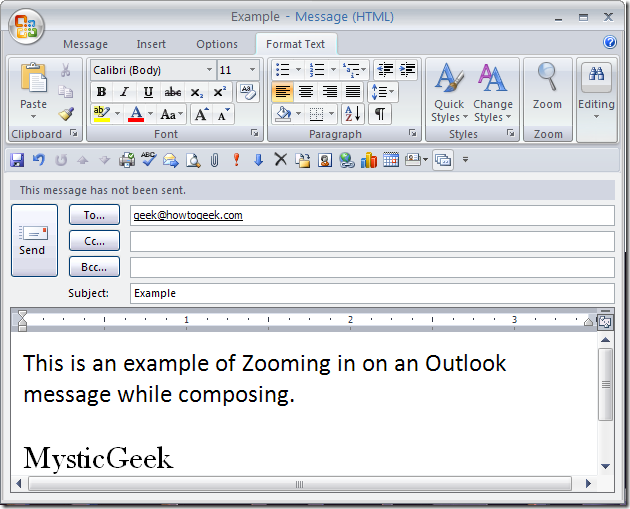 Example - Message (HTML)
Message Insert Options Format Text
Calibri (Body) 11
Paste
B I U abc x₂ x²
ab A Aa A A
Quick Styles Change Styles
Zoom
Editing
Clipboard Font Paragraph Styles Zoom
This message has not been sent.
To... geek@howtogeek.com
Cc...
Send
Bcc...
Subject: Example
1 2 3
This is an example of Zooming in on an Outlook
message while composing.
MysticGeek